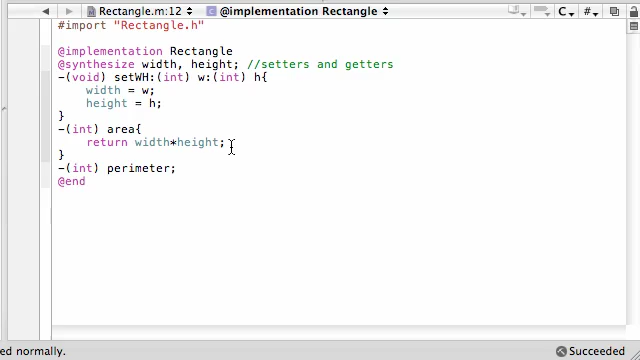 Rectangle.m:12 @implementation Rectangle C #
#import "Rectangle.h"
@implementation Rectangle
@synthesize width, height; //setters and getters
-(void) setWH:(int) w:(int) h{
width = w;
height = h;
}
-(int) area{
return width*height;
}
-(int) perimeter;
@end
ed normally. Succeeded